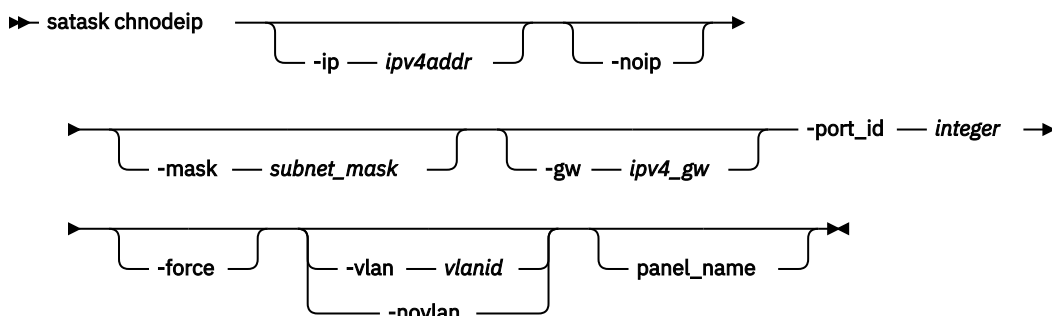 satask chnodeip
-ip ipv4addr -noip
-mask subnet_mask -gw ipv4_gw -port_id integer
-force -vlan vlanid panel_name
-novlan